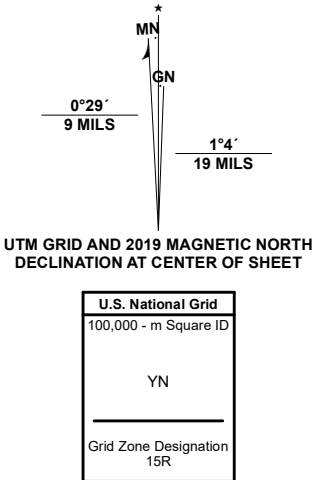 ★
MN
GN
0°29´
9 MILS
1°4´
19 MILS
UTM GRID AND 2019 MAGNETIC NORTH
DECLINATION AT CENTER OF SHEET
U.S. National Grid
100,000 - m Square ID
YN
Grid Zone Designation
15R